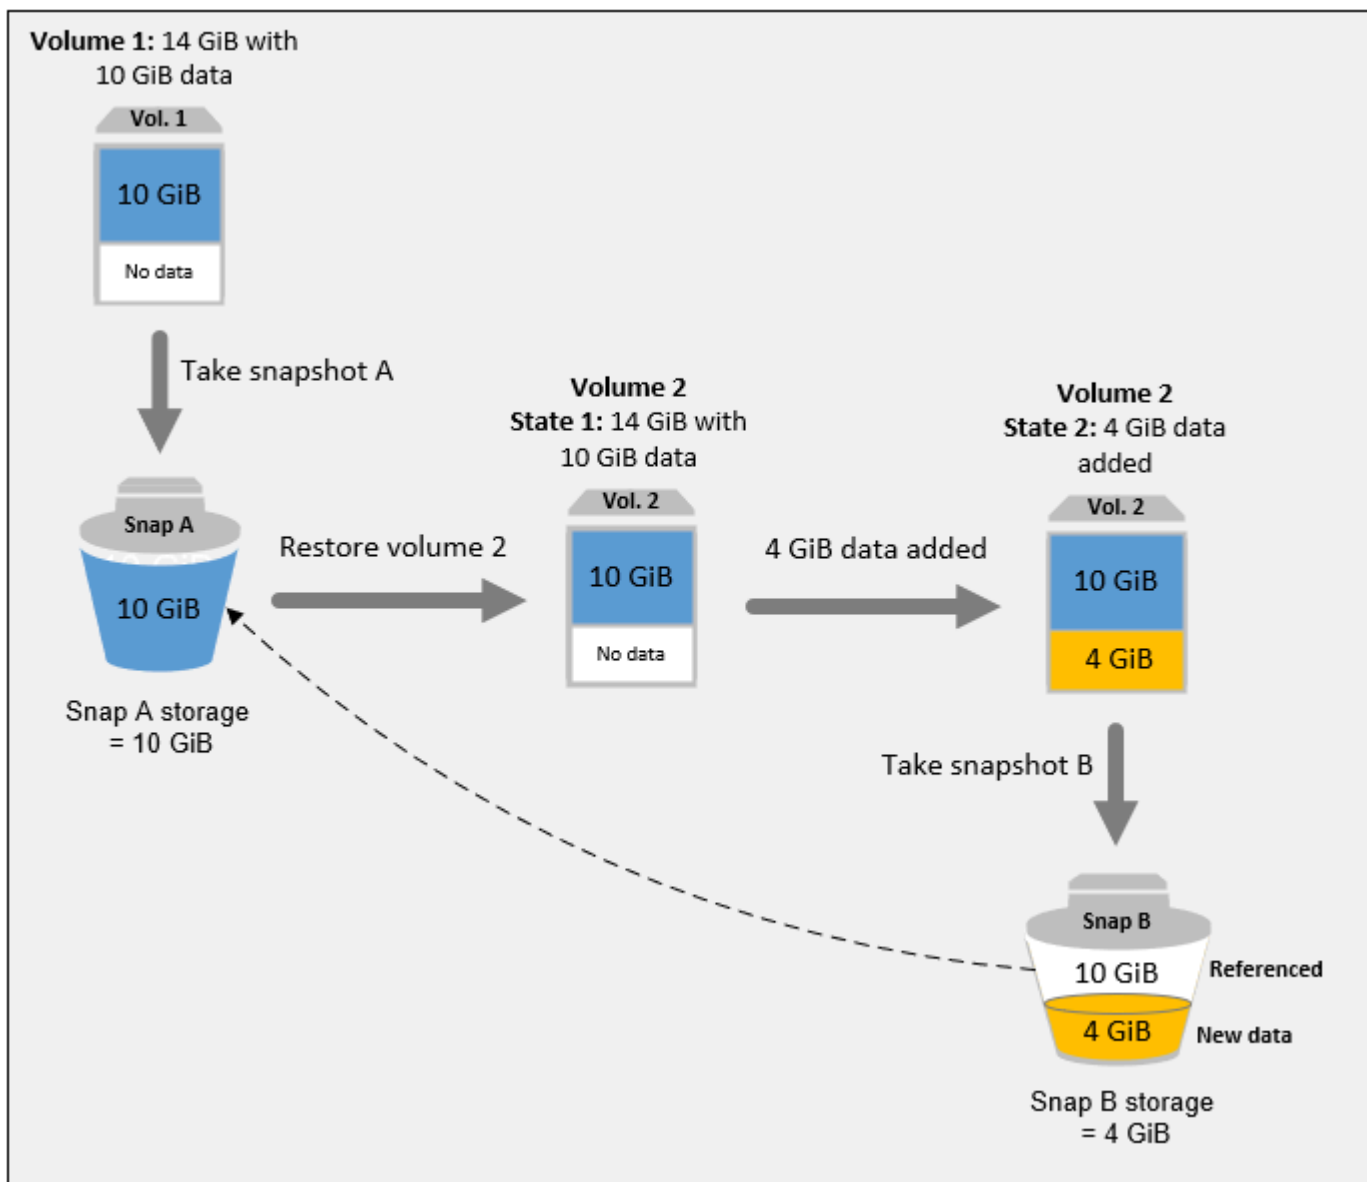 Volume 1: 14 GiB with
10 GiB data
Vol. 1
10 GiB
No data
Take snapshot A
Snap A
10 GiB
Snap A storage
= 10 GiB
Restore volume 2
Volume 2
State 1: 14 GiB with
10 GiB data
Vol. 2
10 GiB
No data
4 GiB data added
Volume 2
State 2: 4 GiB data
added
Vol. 2
10 GiB
4 GiB
Take snapshot B
Snap B
10 GiB
Referenced
4 GiB
New data
Snap B storage
= 4 GiB